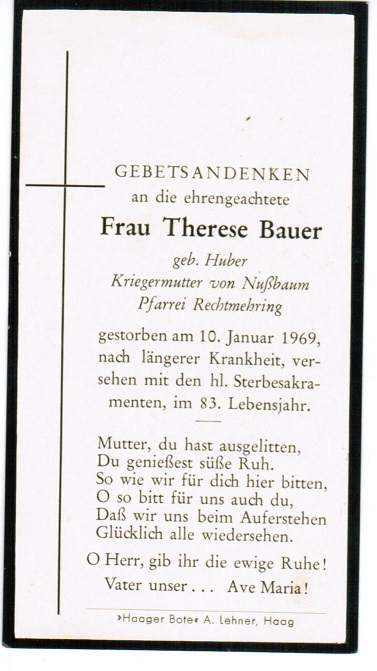 GEBETSANDENKEN
an die ehrengeachtete
Frau Therese Bauer
geb. Huber
Kriegermutter von Nußbaum
Pfarrei Rechtmehring
gestorben am 10. Januar 1969,
nach längerer Krankheit, ver-
sehen mit den hl. Sterbesakra-
menten, im 83. Lebensjahr.
Mutter, du hast ausgelitten,
Du genießest süße Ruh.
So wie wir für dich hier bitten,
O so bitt für uns auch du,
Daß wir uns beim Auferstehen
Glücklich alle wiedersehen.
O Herr, gib ihr die ewige Ruhe!
Vater unser . . . Ave Maria!
»Haager Bote« A. Lehner, Haag